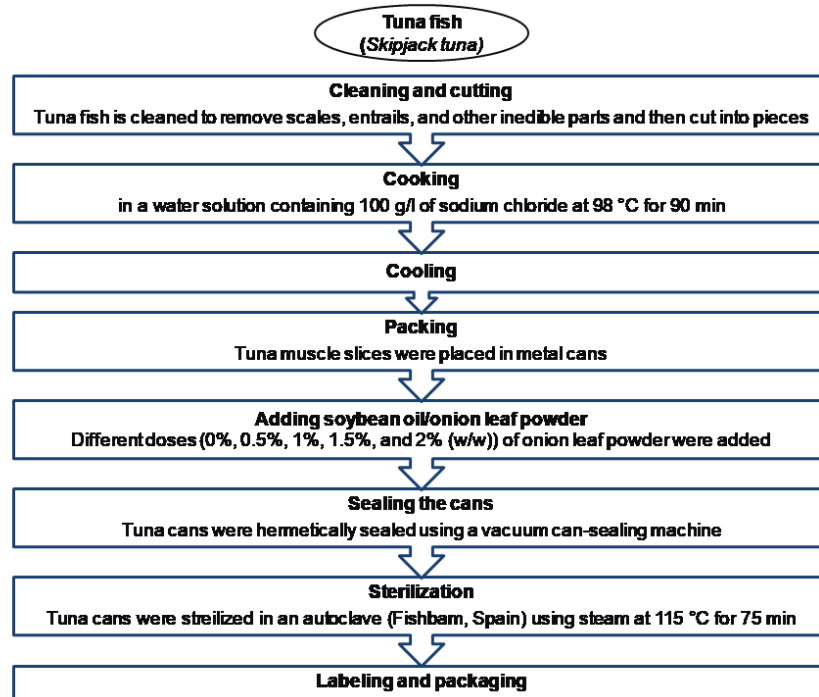 Tuna fish
(Skipjack tuna)
Cleaning and cutting
Tuna fish is cleaned to remove scales, entrails, and other inedible parts and then cut into pieces
Cooking
in a water solution containing 100 g/l of sodium chloride at 98 °C for 90 min
Cooling
Packing
Tuna muscle slices were placed in metal cans
Adding soybean oil/onion leaf powder
Different doses (0%, 0.5%, 1%, 1.5%, and 2% (w/w)) of onion leaf powder were added
Sealing the cans
Tuna cans were hermetically sealed using a vacuum can-sealing machine
Sterilization
Tuna cans were streilized in an autoclave (Fishbam, Spain) using steam at 115 °C for 75 min
Labeling and packaging